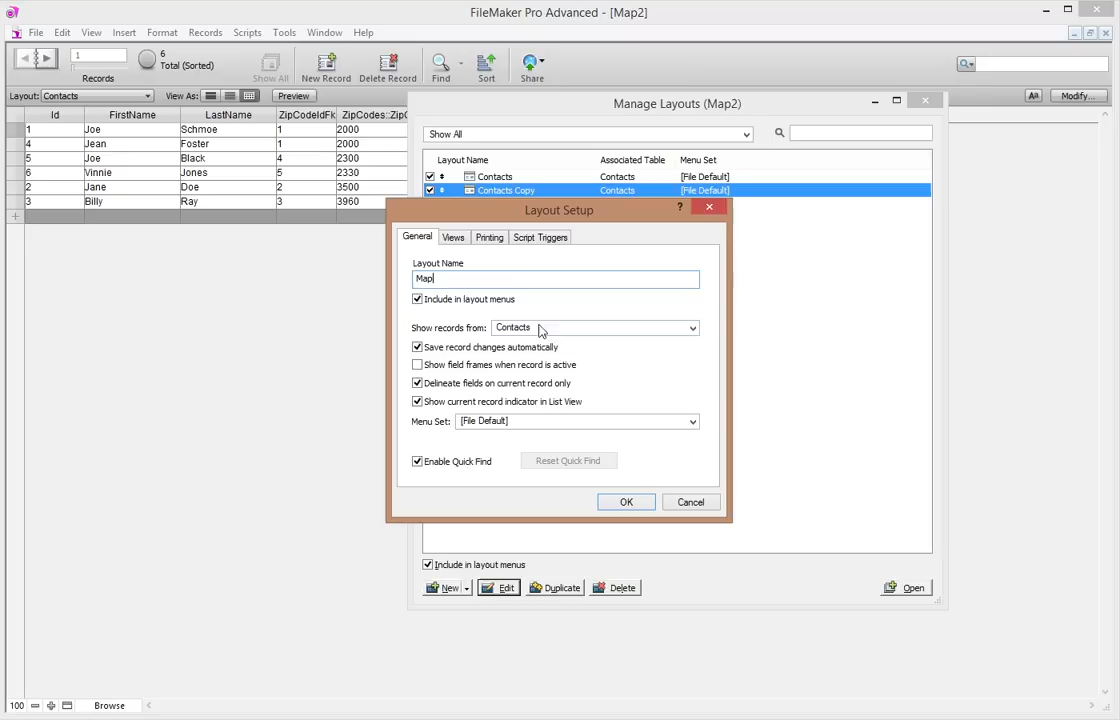 FileMaker Pro Advanced - [Map2]
File Edit View Insert Format Records Scripts Tools Window Help
1
6
Total (Sorted)
Records
Show All
New Record
Delete Record
Find
Sort
Share
Layout: Contacts
View As:
Preview
Aa
Modify...
Id FirstName LastName ZipCodeIdFk ZipCodes::ZipC
1 Joe Schmoe 1 2000
4 Jean Foster 1 2000
5 Joe Black 4 2300
6 Vinnie Jones 5 2330
2 Jane Doe 2 3500
3 Billy Ray 3 3960
Manage Layouts (Map2)
Show All
Layout Name Associated Table Menu Set
Contacts Contacts [File Default]
Contacts Copy Contacts [File Default]
Layout Setup
?
General Views Printing Script Triggers
Layout Name
Map
Include in layout menus
Show records from: Contacts
Save record changes automatically
Show field frames when record is active
Delineate fields on current record only
Show current record indicator in List View
Menu Set: [File Default]
Enable Quick Find
Reset Quick Find
OK
Cancel
Include in layout menus
New
Edit
Duplicate
Delete
Open
100
Browse